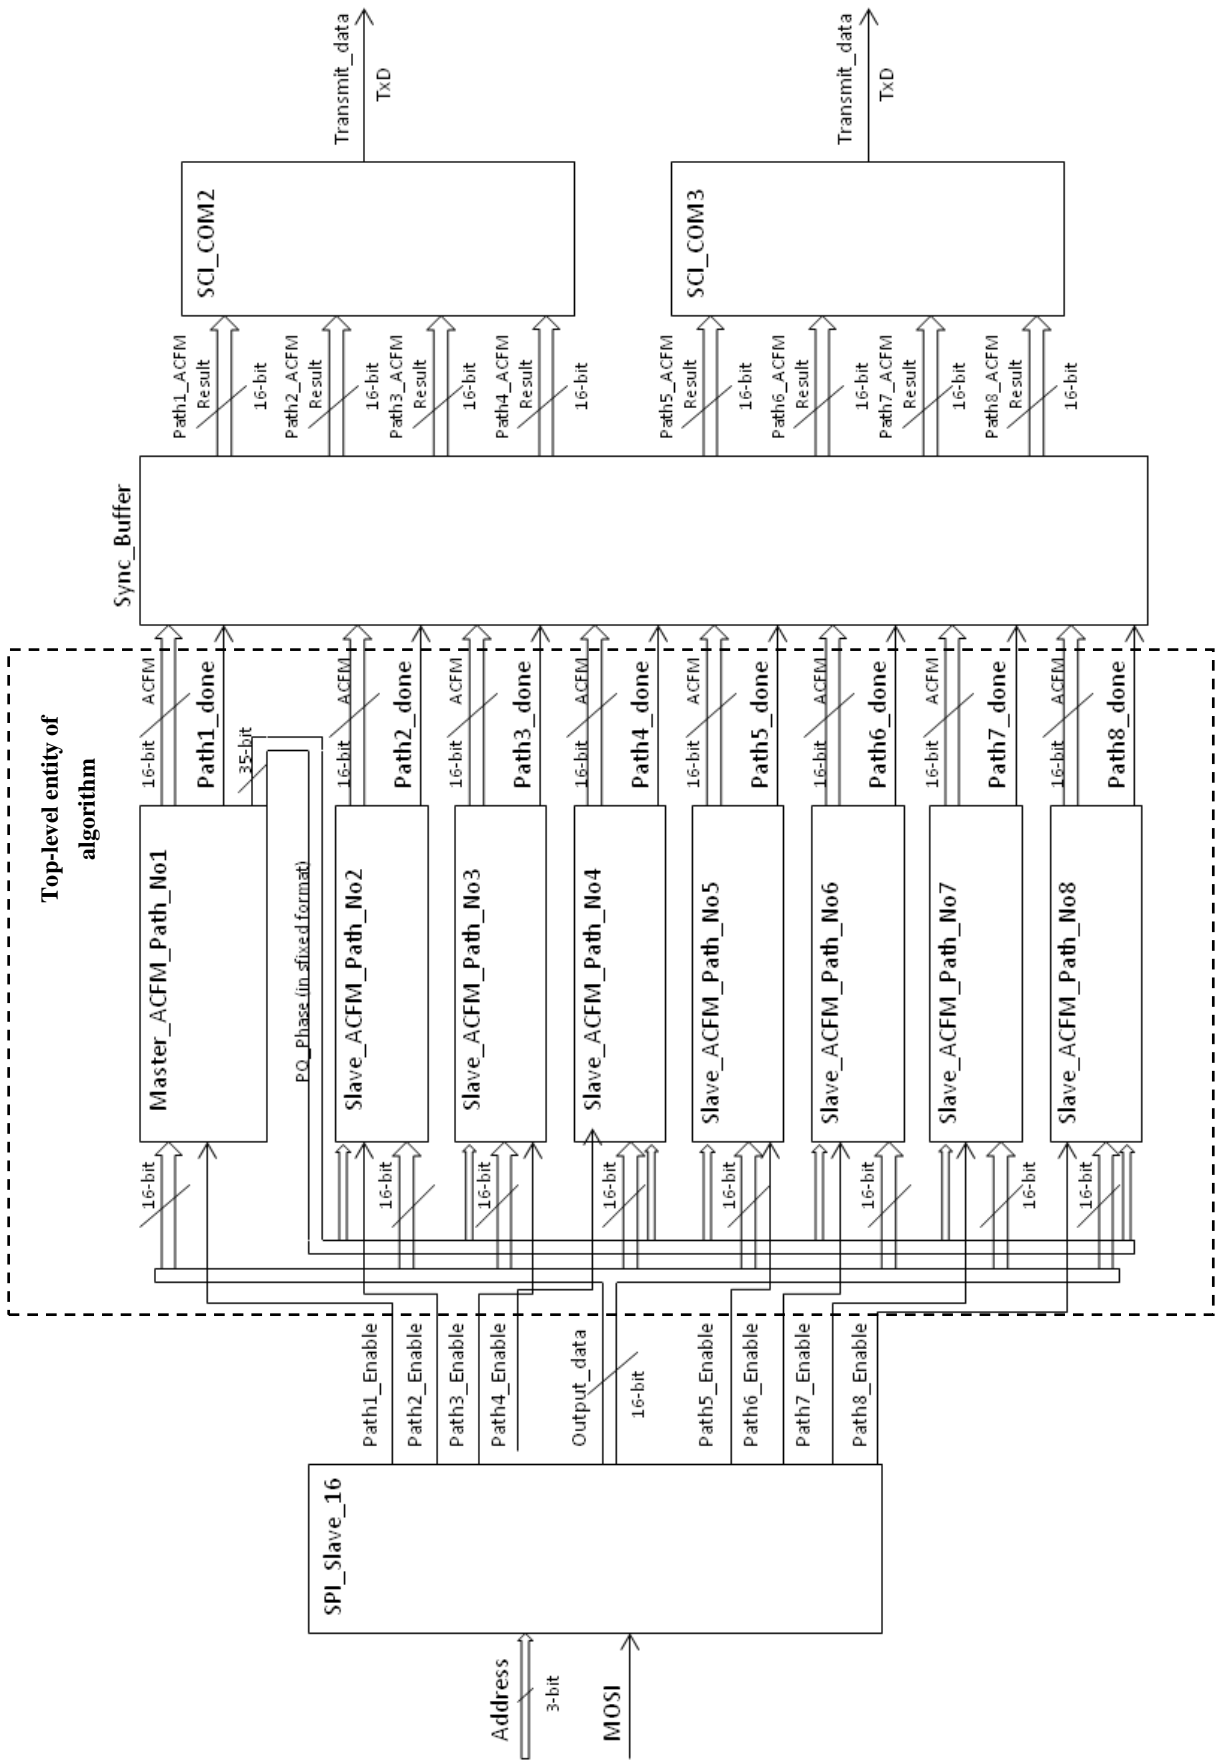 Top-level entity of
algorithm
Address
3-bit
MOSI
SPI_Slave_16
Path1_Enable
Path2_Enable
Path3_Enable
Path4_Enable
Output_data
16-bit
Path5_Enable
Path6_Enable
Path7_Enable
Path8_Enable
16-bit
16-bit
16-bit
16-bit
16-bit
16-bit
16-bit
16-bit
Master_ACFM_Path_No1
PO_Phase (in sfixed format)
Slave_ACFM_Path_No2
Slave_ACFM_Path_No3
Slave_ACFM_Path_No4
Slave_ACFM_Path_No5
Slave_ACFM_Path_No6
Slave_ACFM_Path_No7
Slave_ACFM_Path_No8
16-bit ACFM
Path1_done
35-bit
16-bit ACFM
Path2_done
16-bit ACFM
Path3_done
16-bit ACFM
Path4_done
16-bit ACFM
Path5_done
16-bit ACFM
Path6_done
16-bit ACFM
Path7_done
16-bit ACFM
Path8_done
Sync_Buffer
Path1_ACFM
Result
16-bit
Path2_ACFM
Result
16-bit
Path3_ACFM
Result
16-bit
Path4_ACFM
Result
16-bit
Path5_ACFM
Result
16-bit
Path6_ACFM
Result
16-bit
Path7_ACFM
Result
16-bit
Path8_ACFM
Result
16-bit
SCI_COM2
SCI_COM3
Transmit_data
TxD
Transmit_data
TxD